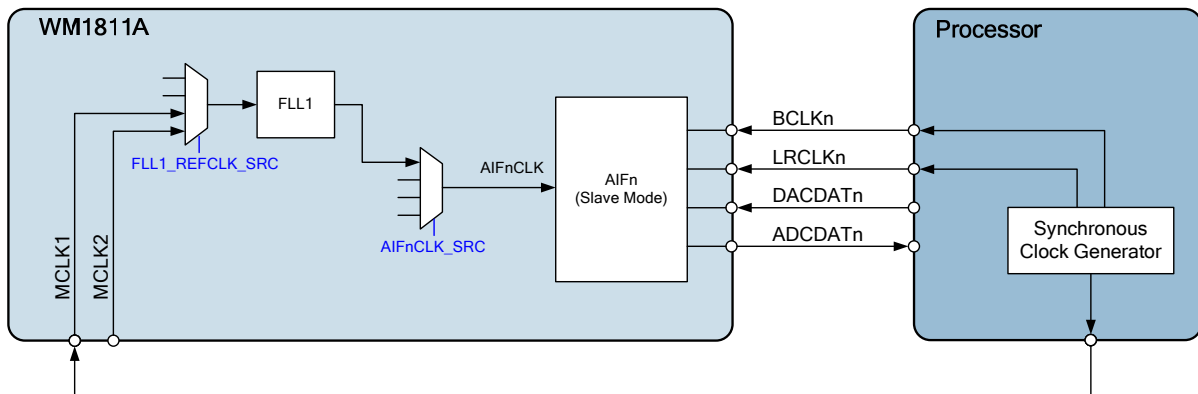 WM1811A
Processor
FLL1
FLL1_REFCLK_SRC
AIFnCLK
AIFnCLK_SRC
AIFn
(Slave Mode)
BCLKn
LRCLKn
DACDATn
ADCDATn
Synchronous
Clock Generator
MCLK1
MCLK2